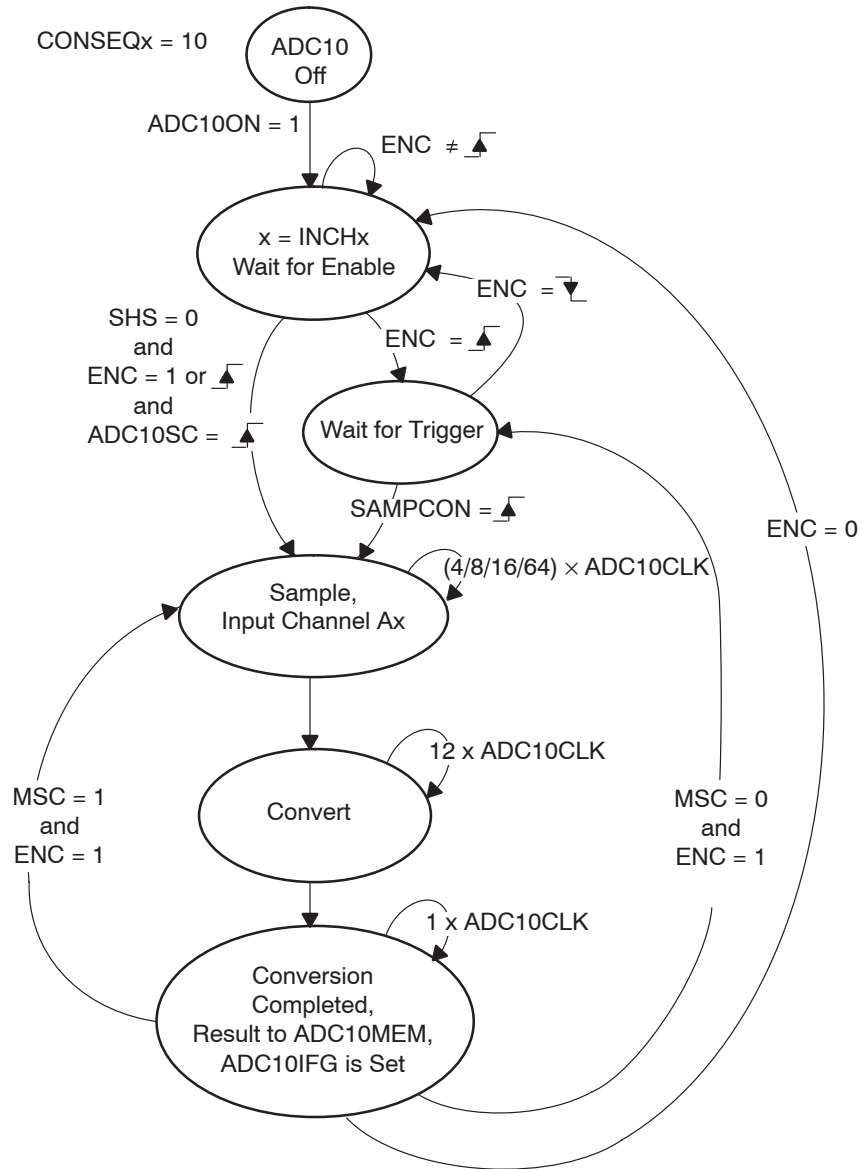 CONSEQx = 10
ADC10
Off
ADC10ON = 1
ENC ≠
x = INCHx
Wait for Enable
ENC =
SHS = 0
and
ENC = 1 or
and
ADC10SC =
ENC =
Wait for Trigger
SAMPCON =
ENC = 0
(4/8/16/64) × ADC10CLK
Sample,
Input Channel Ax
12 x ADC10CLK
Convert
MSC = 1
and
ENC = 1
MSC = 0
and
ENC = 1
1 x ADC10CLK
Conversion
Completed,
Result to ADC10MEM,
ADC10IFG is Set